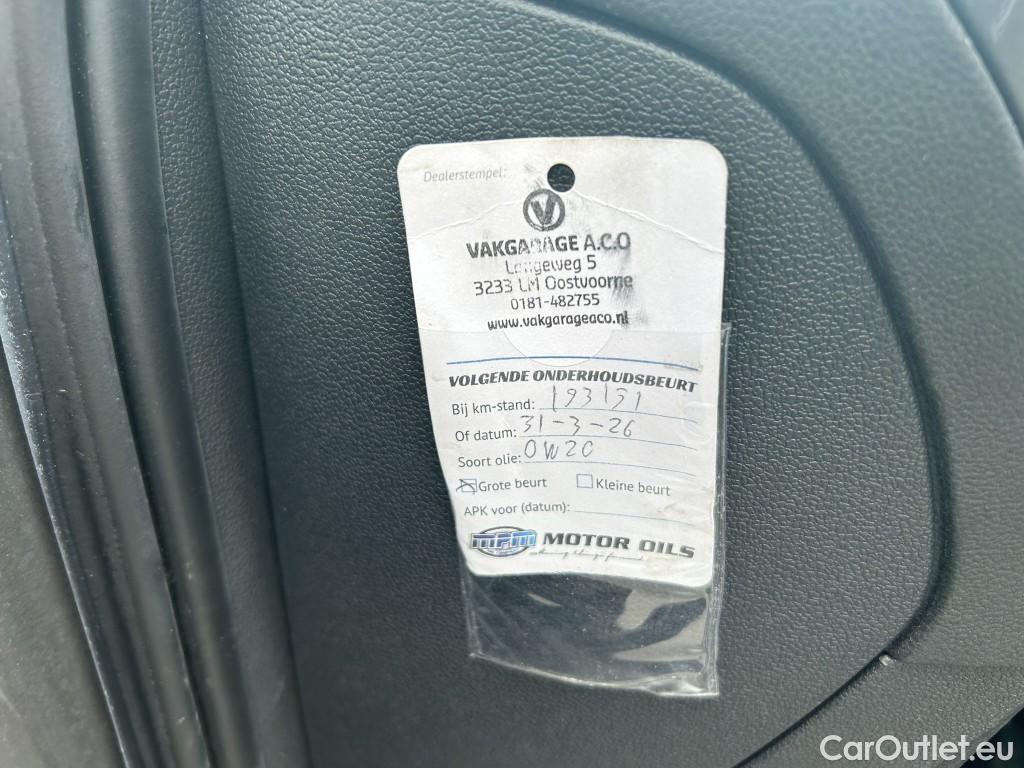 Dealerstempel:
V
VAKGARAGE A.C.O
Langeweg 5
3233 LM Oostvoorne
0181-482755
www.vakgarageaco.nl
VOLGENDE ONDERHOUDSBEURT
Bij km-stand: 193151
Of datum: 31-3-26
Soort olie: 0W20
Grote beurt Kleine beurt
APK voor (datum):
MPM MOTOR OILS
CarOutlet.eu